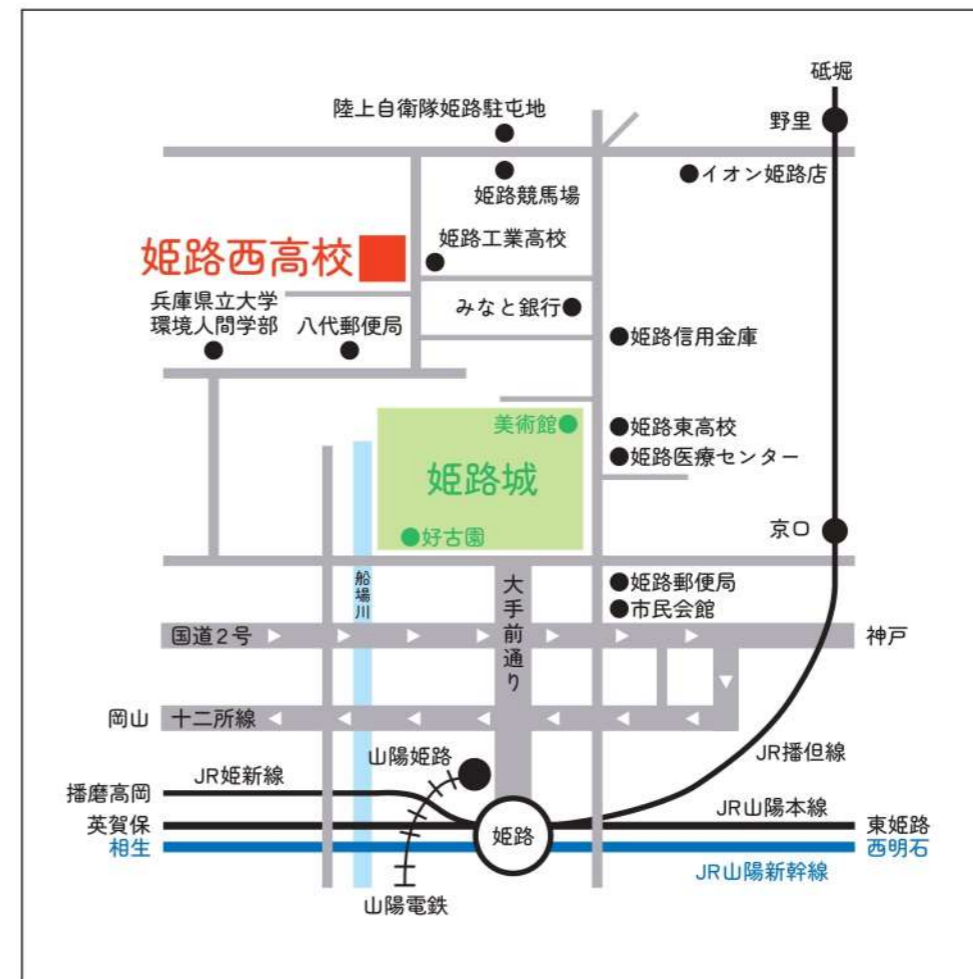 砥堀
野里
陸上自衛隊姫路駐屯地
イオン姫路店
姫路競馬場
姫路工業高校
姫路西高校
兵庫県立大学
環境人間学部
八代郵便局
みなと銀行
姫路信用金庫
美術館
姫路東高校
姫路医療センター
姫路城
好古園
京口
船場川
大手前通り
姫路郵便局
市民会館
国道2号
神戸
岡山
十二所線
山陽姫路
JR播但線
JR姫新線
播磨高岡
JR山陽本線
英賀保
姫路
東姫路
相生
西明石
JR山陽新幹線
山陽電鉄